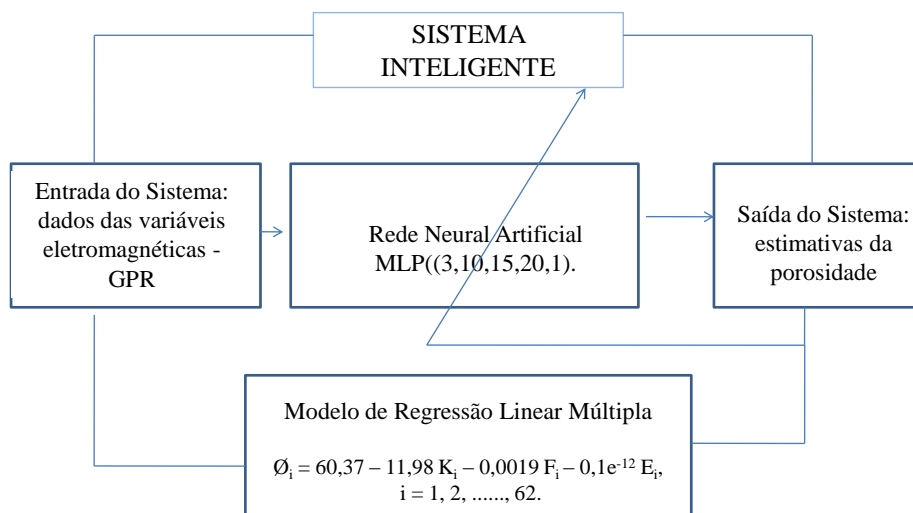 SISTEMA
INTELIGENTE
Entrada do Sistema:
dados das variáveis
eletromagnéticas -
GPR
Rede Neural Artificial
MLP((3,10,15,20,1).
Saída do Sistema:
estimativas da
porosidade
Modelo de Regressão Linear Múltipla
Øᵢ = 60,37 – 11,98 Kᵢ – 0,0019 Fᵢ – 0,1e⁻¹² Eᵢ,
i = 1, 2, ......, 62.